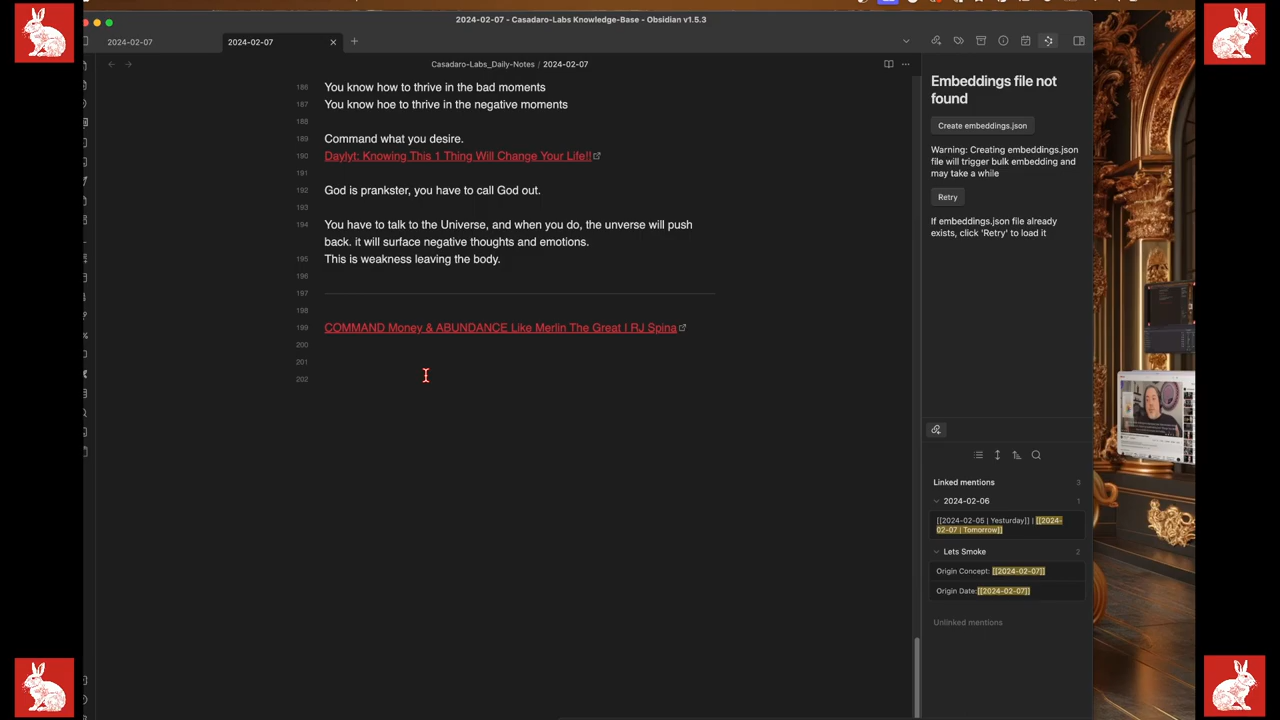 2024-02-07 - Casadaro-Labs Knowledge-Base - Obsidian v1.5.3
2024-02-07
2024-02-07
Casadaro-Labs_Daily-Notes / 2024-02-07
186 You know how to thrive in the bad moments
187 You know hoe to thrive in the negative moments
188
189 Command what you desire.
190 Daylyt: Knowing This 1 Thing Will Change Your Life!!
191
192 God is prankster, you have to call God out.
193
194 You have to talk to the Universe, and when you do, the unverse will push
back. it will surface negative thoughts and emotions.
195 This is weakness leaving the body.
196
197
198
199 COMMAND Money & ABUNDANCE Like Merlin The Great I RJ Spina
200
201
202
Embeddings file not
found
Create embeddings.json
Warning: Creating embeddings.json
file will trigger bulk embedding and
may take a while
Retry
If embeddings.json file already
exists, click 'Retry' to load it
Linked mentions 3
2024-02-06 1
[[2024-02-05 | Yesturday]] | [[2024-
02-07 | Tomorrow]]
Lets Smoke 2
Origin Concept: [[2024-02-07]]
Origin Date:[[2024-02-07]]
Unlinked mentions